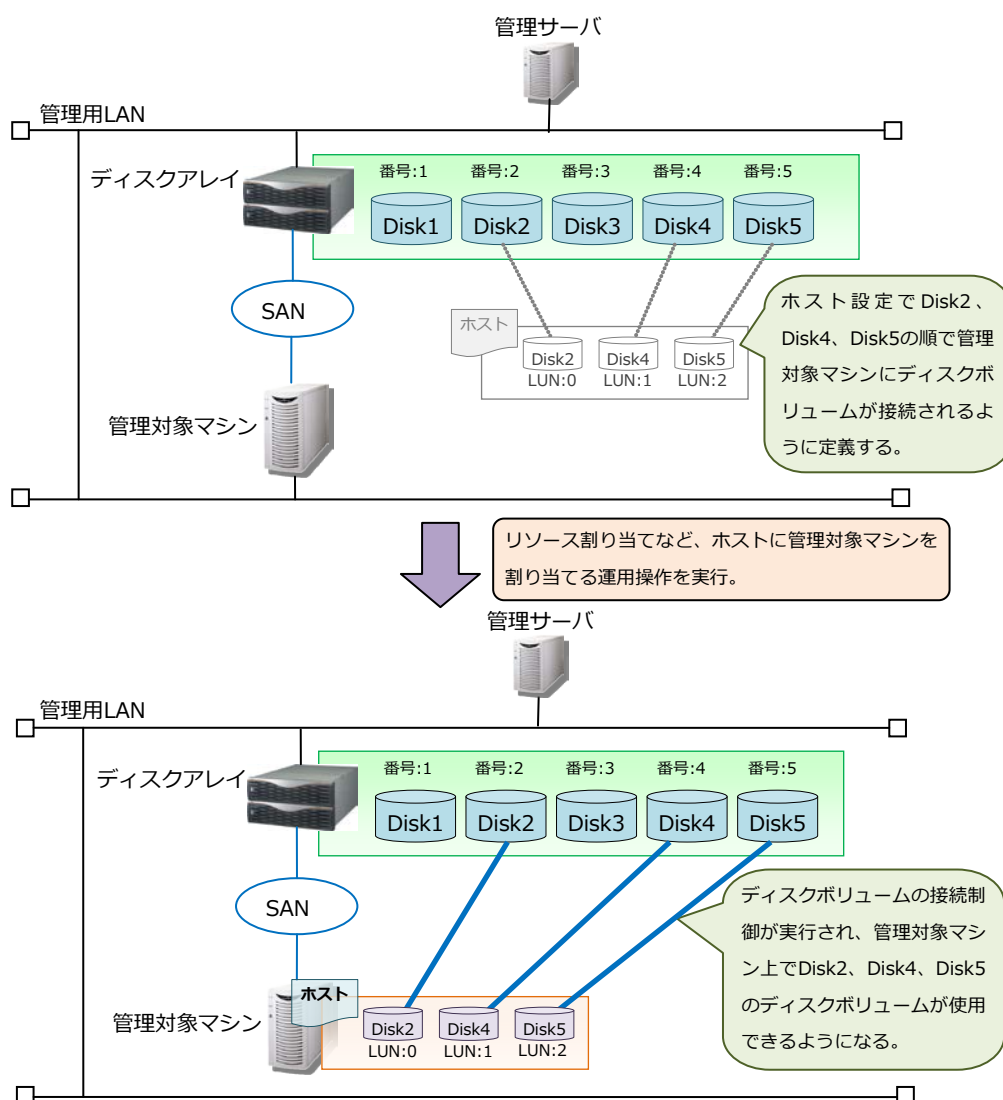 管理サーバ
管理用LAN
ディスクアレイ
番号:1 番号:2 番号:3 番号:4 番号:5
Disk1 Disk2 Disk3 Disk4 Disk5
SAN
ホスト
Disk2 Disk4 Disk5
LUN:0 LUN:1 LUN:2
管理対象マシン
ホスト設定でDisk2、
Disk4、Disk5の順で管理
対象マシンにディスクボ
リュームが接続されるよ
うに定義する。
リソース割り当てなど、ホストに管理対象マシンを
割り当てる運用操作を実行。
管理サーバ
管理用LAN
ディスクアレイ
番号:1 番号:2 番号:3 番号:4 番号:5
Disk1 Disk2 Disk3 Disk4 Disk5
SAN
ホスト
管理対象マシン
Disk2 Disk4 Disk5
LUN:0 LUN:1 LUN:2
ディスクボリュームの接続制
御が実行され、管理対象マシ
ン上でDisk2、Disk4、Disk5
のディスクボリュームが使用
できるようになる。